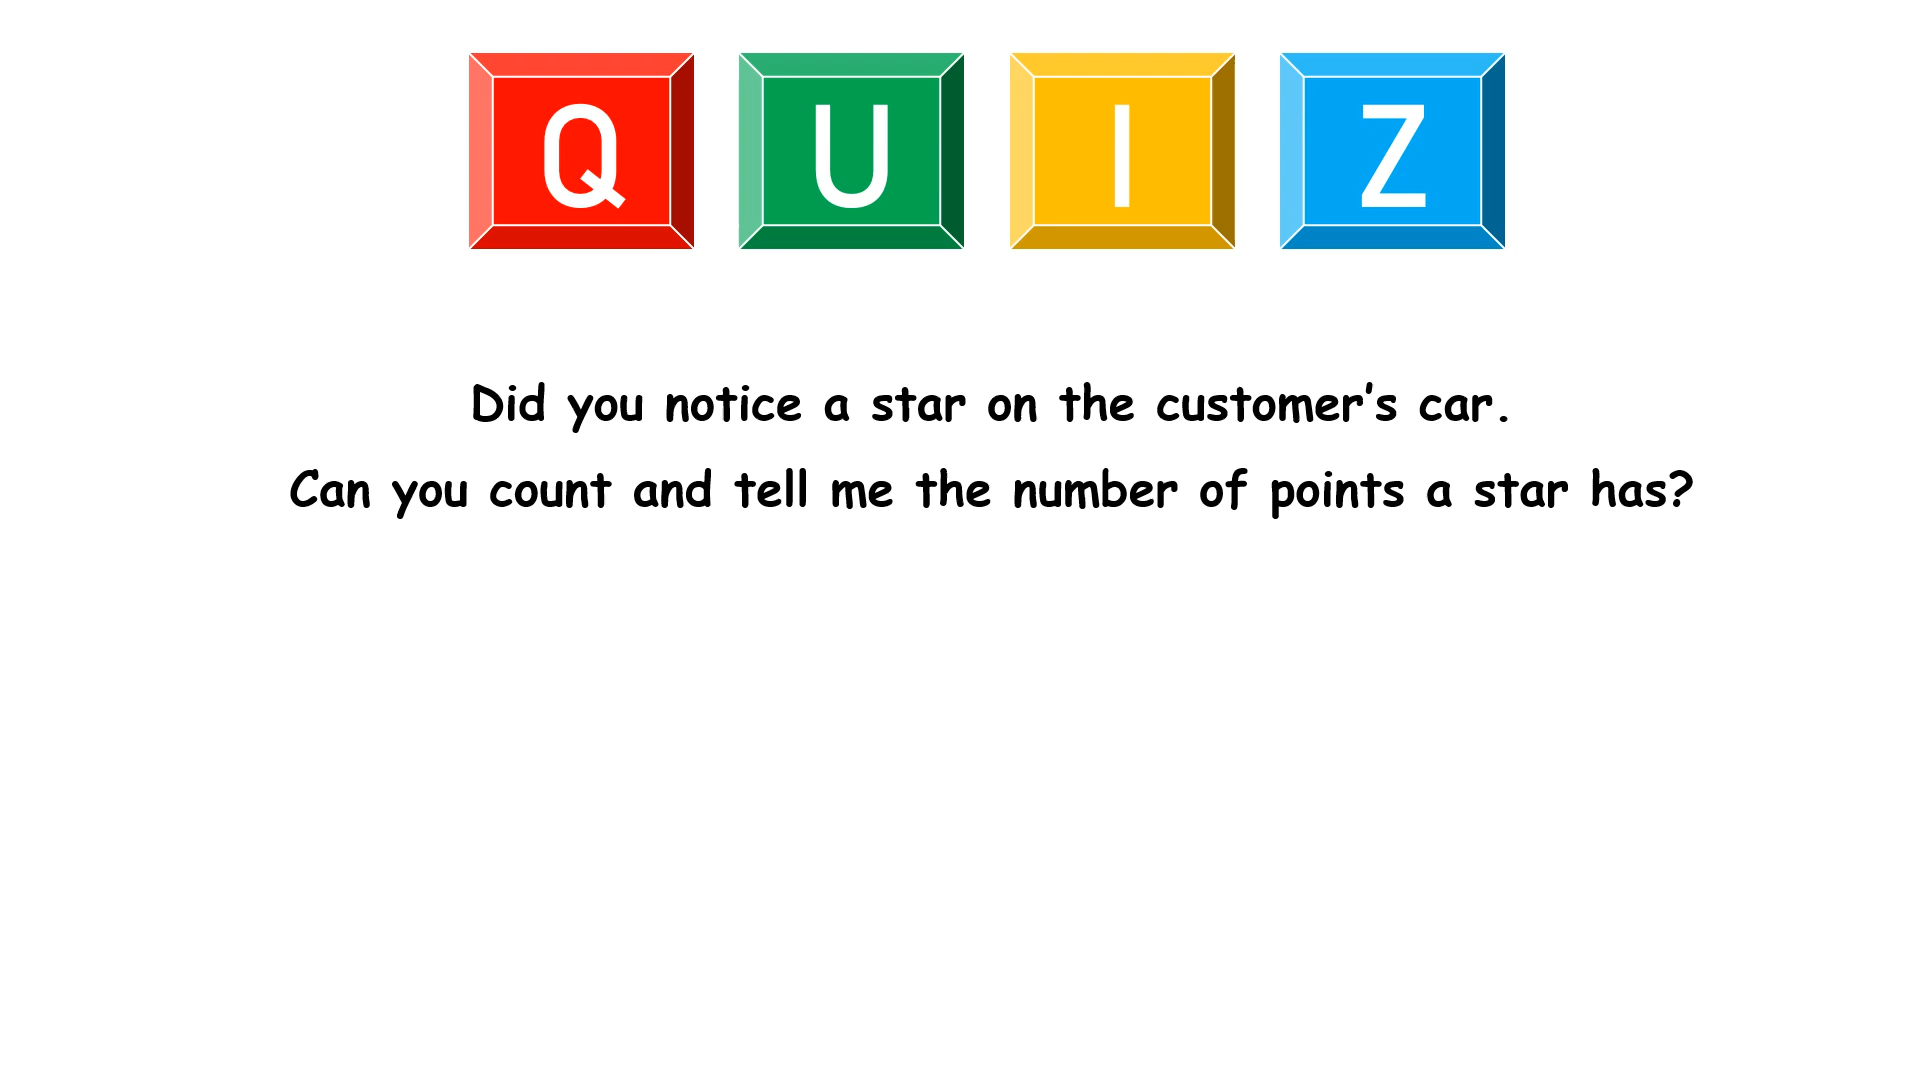 QUIZ
Did you notice a star on the customer’s car.
Can you count and tell me the number of points a star has?